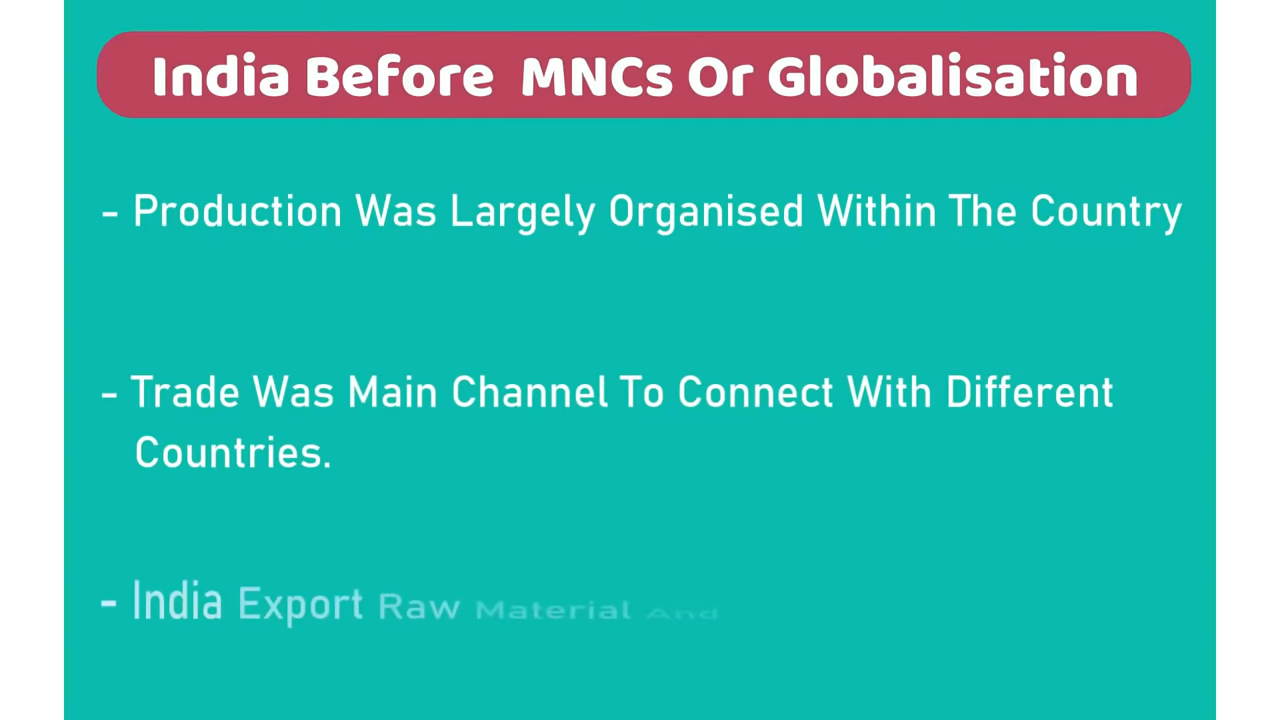 India Before MNCs Or Globalisation
- Production Was Largely Organised Within The Country
- Trade Was Main Channel To Connect With Different
Countries.
- India Export Raw Material And